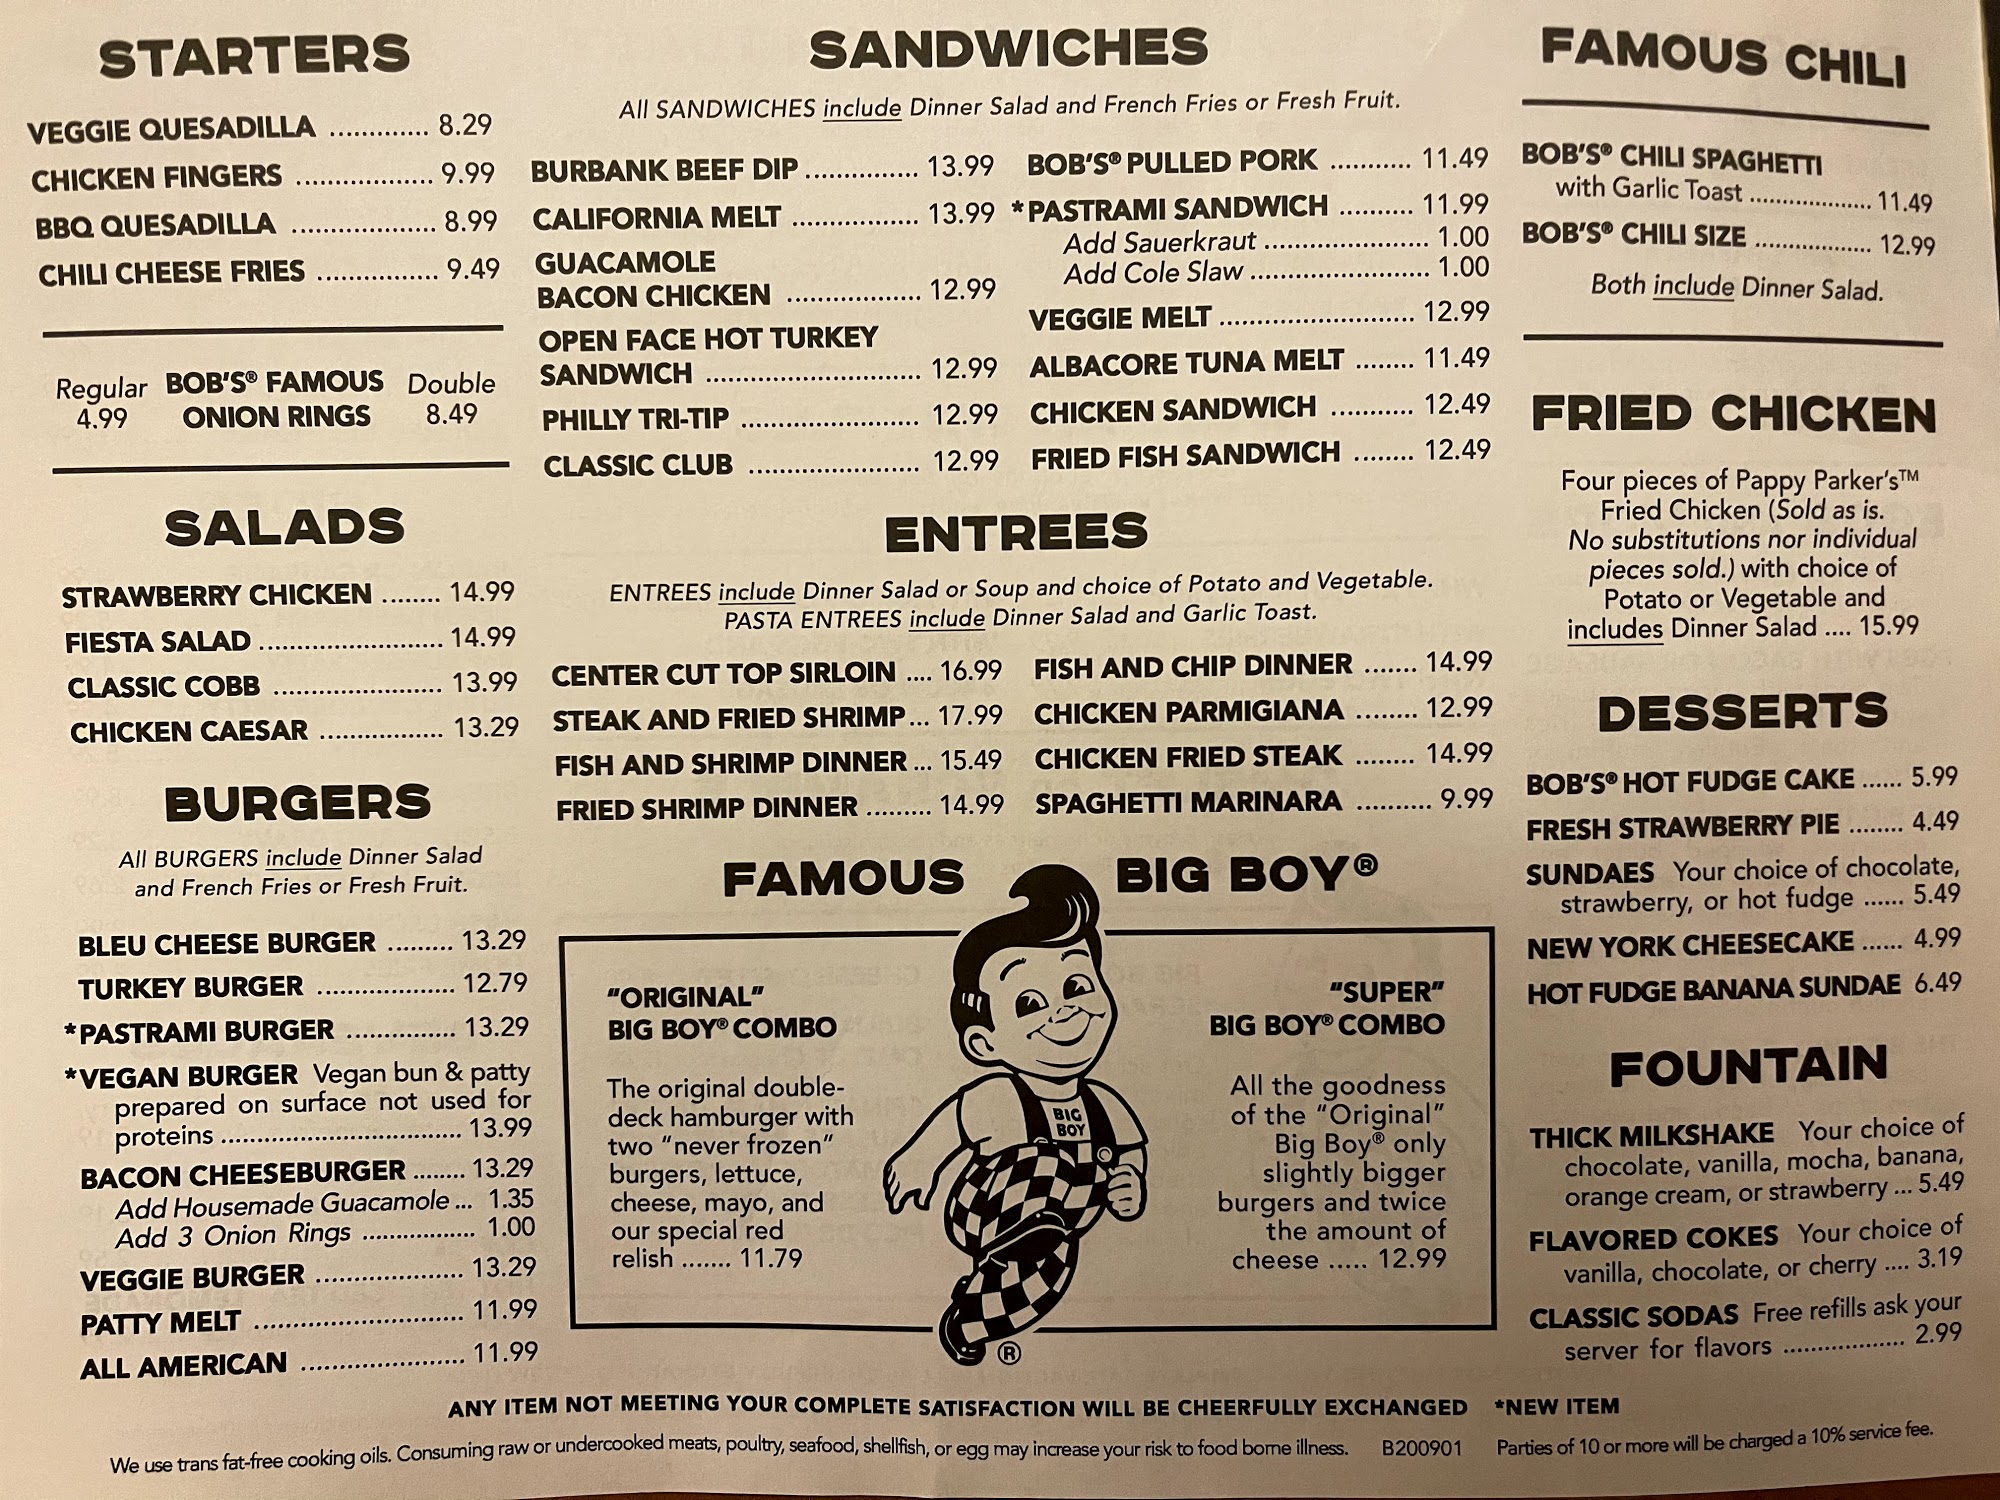 STARTERS
VEGGIE QUESADILLA ............. 8.29
CHICKEN FINGERS .................. 9.99
BBQ QUESADILLA ................... 8.99
CHILI CHEESE FRIES ................ 9.49
Regular BOB'S® FAMOUS Double
4.99 ONION RINGS 8.49
SALADS
STRAWBERRY CHICKEN ........ 14.99
FIESTA SALAD ........................ 14.99
CLASSIC COBB ...................... 13.99
CHICKEN CAESAR ................. 13.29
BURGERS
All BURGERS include Dinner Salad
and French Fries or Fresh Fruit.
BLEU CHEESE BURGER ......... 13.29
TURKEY BURGER ................... 12.79
*PASTRAMI BURGER ............... 13.29
*VEGAN BURGER Vegan bun & patty
prepared on surface not used for
proteins ................................. 13.99
BACON CHEESEBURGER ........ 13.29
Add Housemade Guacamole ... 1.35
Add 3 Onion Rings ................ 1.00
VEGGIE BURGER .................... 13.29
PATTY MELT ............................ 11.99
ALL AMERICAN ...................... 11.99
SANDWICHES
All SANDWICHES include Dinner Salad and French Fries or Fresh Fruit.
BURBANK BEEF DIP ............... 13.99
CALIFORNIA MELT ................. 13.99
GUACAMOLE
BACON CHICKEN .................. 12.99
OPEN FACE HOT TURKEY
SANDWICH ............................. 12.99
PHILLY TRI-TIP ........................ 12.99
CLASSIC CLUB ....................... 12.99
BOB'S® PULLED PORK ........... 11.49
*PASTRAMI SANDWICH .......... 11.99
Add Sauerkraut ...................... 1.00
Add Cole Slaw ........................ 1.00
VEGGIE MELT .......................... 12.99
ALBACORE TUNA MELT ........ 11.49
CHICKEN SANDWICH ........... 12.49
FRIED FISH SANDWICH ........ 12.49
ENTREES
ENTREES include Dinner Salad or Soup and choice of Potato and Vegetable.
PASTA ENTREES include Dinner Salad and Garlic Toast.
CENTER CUT TOP SIRLOIN .... 16.99
STEAK AND FRIED SHRIMP ... 17.99
FISH AND SHRIMP DINNER ... 15.49
FRIED SHRIMP DINNER ......... 14.99
FISH AND CHIP DINNER ....... 14.99
CHICKEN PARMIGIANA ........ 12.99
CHICKEN FRIED STEAK ........ 14.99
SPAGHETTI MARINARA .......... 9.99
FAMOUS BIG BOY®
"ORIGINAL"
BIG BOY® COMBO
The original double-
deck hamburger with
two "never frozen"
burgers, lettuce,
cheese, mayo, and
our special red
relish ....... 11.79
BIG
BOY
®
"SUPER"
BIG BOY® COMBO
All the goodness
of the "Original"
Big Boy® only
slightly bigger
burgers and twice
the amount of
cheese ..... 12.99
FAMOUS CHILI
BOB'S® CHILI SPAGHETTI
with Garlic Toast ................... 11.49
BOB'S® CHILI SIZE .................. 12.99
Both include Dinner Salad.
FRIED CHICKEN
Four pieces of Pappy Parker's™
Fried Chicken (Sold as is.
No substitutions nor individual
pieces sold.) with choice of
Potato or Vegetable and
includes Dinner Salad .... 15.99
DESSERTS
BOB'S® HOT FUDGE CAKE ...... 5.99
FRESH STRAWBERRY PIE ........ 4.49
SUNDAES Your choice of chocolate,
strawberry, or hot fudge ...... 5.49
NEW YORK CHEESECAKE ...... 4.99
HOT FUDGE BANANA SUNDAE 6.49
FOUNTAIN
THICK MILKSHAKE Your choice of
chocolate, vanilla, mocha, banana,
orange cream, or strawberry ... 5.49
FLAVORED COKES Your choice of
vanilla, chocolate, or cherry .... 3.19
CLASSIC SODAS Free refills ask your
server for flavors .................. 2.99
ANY ITEM NOT MEETING YOUR COMPLETE SATISFACTION WILL BE CHEERFULLY EXCHANGED *NEW ITEM
We use trans fat-free cooking oils. Consuming raw or undercooked meats, poultry, seafood, shellfish, or egg may increase your risk to food borne illness. B200901 Parties of 10 or more will be charged a 10% service fee.